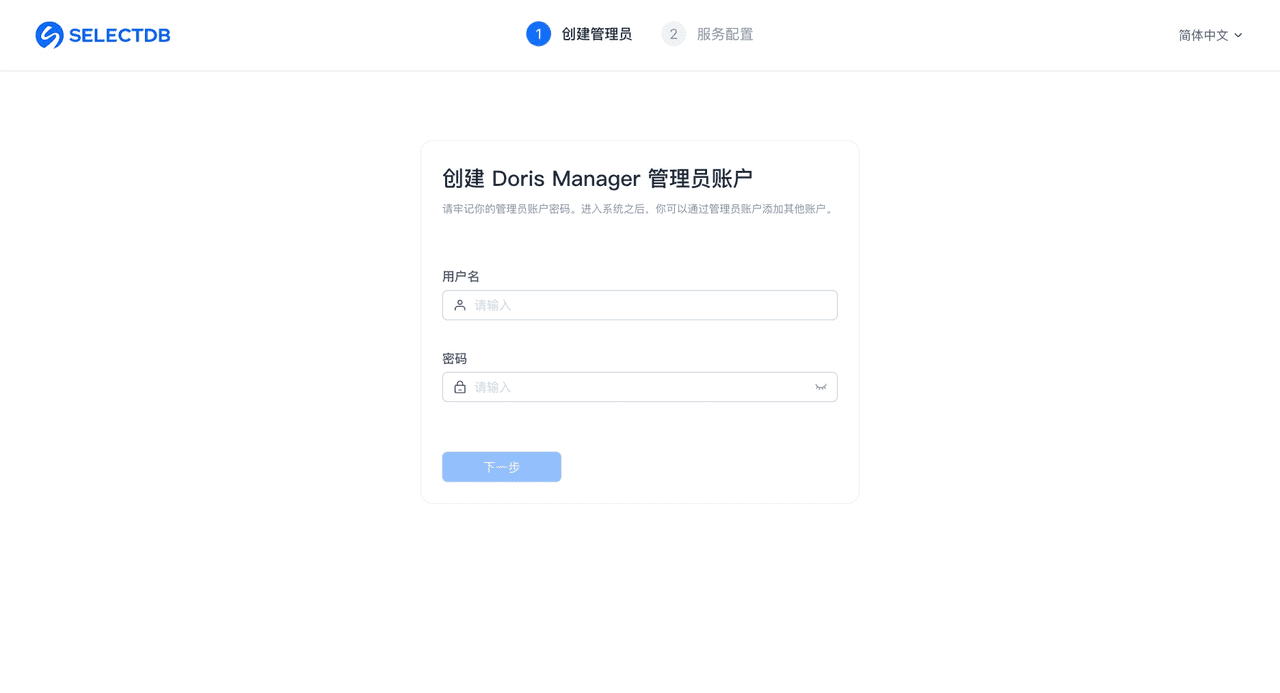 SELECTDB
1 创建管理员 2 服务配置
简体中文
创建 Doris Manager 管理员账户
请牢记你的管理员账户密码。进入系统之后，你可以通过管理员账户添加其他账户。
用户名
请输入
密码
请输入
下一步